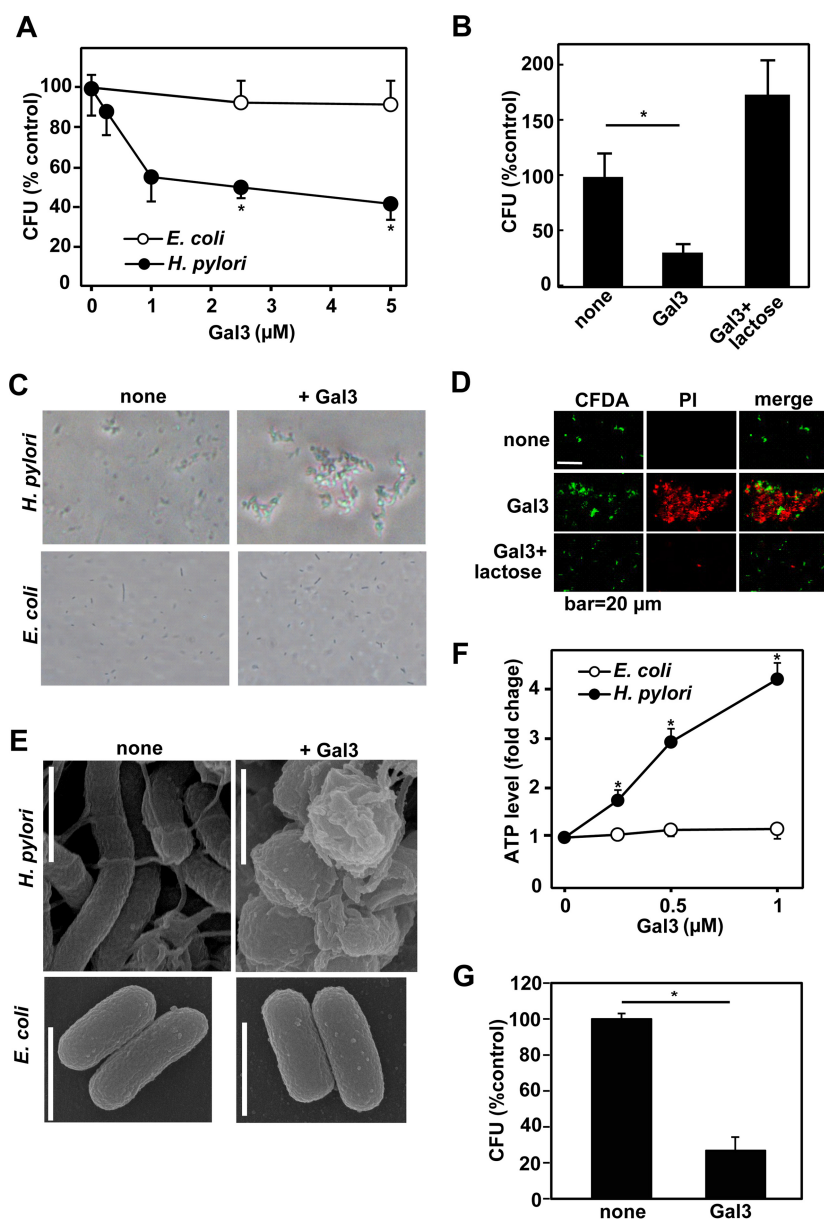 A
CFU (% control)
100
80
60
40
20
0
*
*
E. coli
H. pylori
0 1 2 3 4 5
Gal3 (µM)
B
CFU (%control)
200
150
100
50
0
*
none
Gal3
Gal3+
lactose
C
none
+ Gal3
H. pylori
E. coli
D
CFDA PI merge
none
Gal3
Gal3+
lactose
bar=20 µm
E
none
+ Gal3
H. pylori
E. coli
F
ATP level (fold chage)
4
3
2
1
0
E. coli
H. pylori
*
*
*
0 0.5 1
Gal3 (µM)
G
CFU (%control)
120
100
80
60
40
20
0
*
none
Gal3